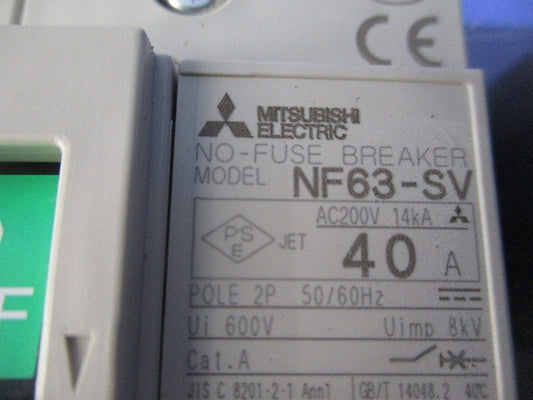 CE
MITSUBISHI
ELECTRIC
NO-FUSE BREAKER
MODEL NF63-SV
AC200V 14kA
PS
E
JET
40 A
POLE 2P 50/60Hz
Ui 600V Uimp 8kV
Cat.A
JIS C 8201-2-1 Ann1 GB/T 14048.2 40℃